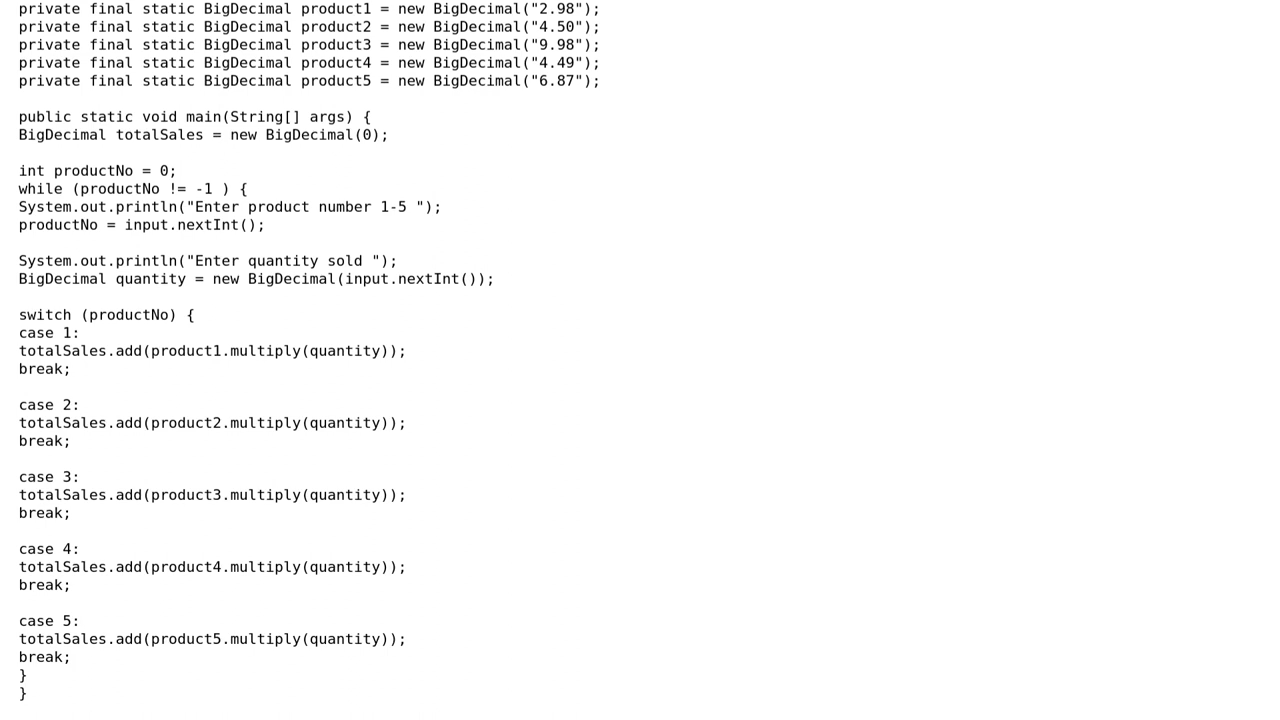 private final static BigDecimal product1 = new BigDecimal("2.98");
private final static BigDecimal product2 = new BigDecimal("4.50");
private final static BigDecimal product3 = new BigDecimal("9.98");
private final static BigDecimal product4 = new BigDecimal("4.49");
private final static BigDecimal product5 = new BigDecimal("6.87");

public static void main(String[] args) {
BigDecimal totalSales = new BigDecimal(0);

int productNo = 0;
while (productNo != -1 ) {
System.out.println("Enter product number 1-5 ");
productNo = input.nextInt();

System.out.println("Enter quantity sold ");
BigDecimal quantity = new BigDecimal(input.nextInt());

switch (productNo) {
case 1:
totalSales.add(product1.multiply(quantity));
break;

case 2:
totalSales.add(product2.multiply(quantity));
break;

case 3:
totalSales.add(product3.multiply(quantity));
break;

case 4:
totalSales.add(product4.multiply(quantity));
break;

case 5:
totalSales.add(product5.multiply(quantity));
break;
}
}